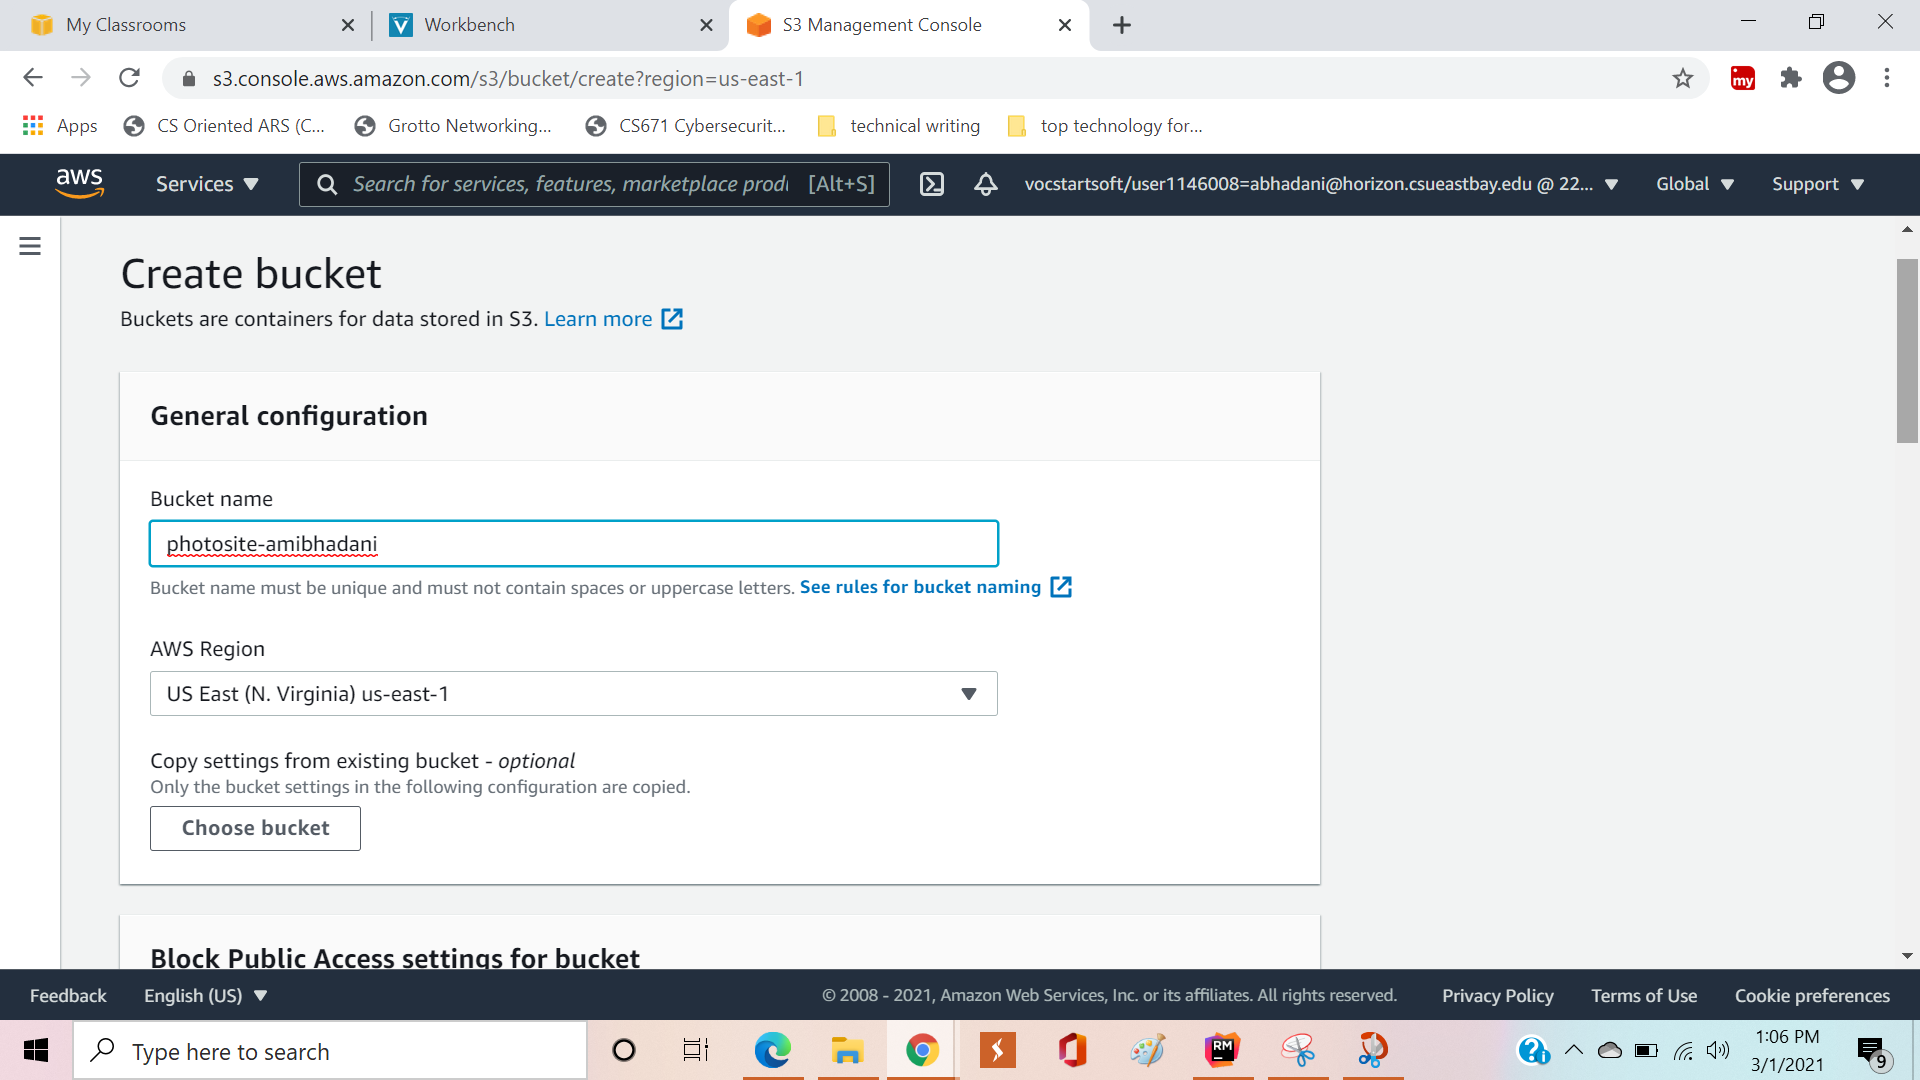 My Classrooms
Workbench
S3 Management Console
s3.console.aws.amazon.com/s3/bucket/create?region=us-east-1
my
Apps
CS Oriented ARS (C...
Grotto Networking...
CS671 Cybersecurit...
technical writing
top technology for...
aws
Services
Search for services, features, marketplace prod
[Alt+S]
vocstartsoft/user1146008=abhadani@horizon.csueastbay.edu @ 22...
Global
Support
Create bucket
Buckets are containers for data stored in S3. Learn more
General configuration
Bucket name
photosite-amibhadani
Bucket name must be unique and must not contain spaces or uppercase letters. See rules for bucket naming
AWS Region
US East (N. Virginia) us-east-1
Copy settings from existing bucket - optional
Only the bucket settings in the following configuration are copied.
Choose bucket
Block Public Access settings for bucket
Feedback
English (US)
© 2008 - 2021, Amazon Web Services, Inc. or its affiliates. All rights reserved.
Privacy Policy
Terms of Use
Cookie preferences
Type here to search
RM
1:06 PM
3/1/2021
9